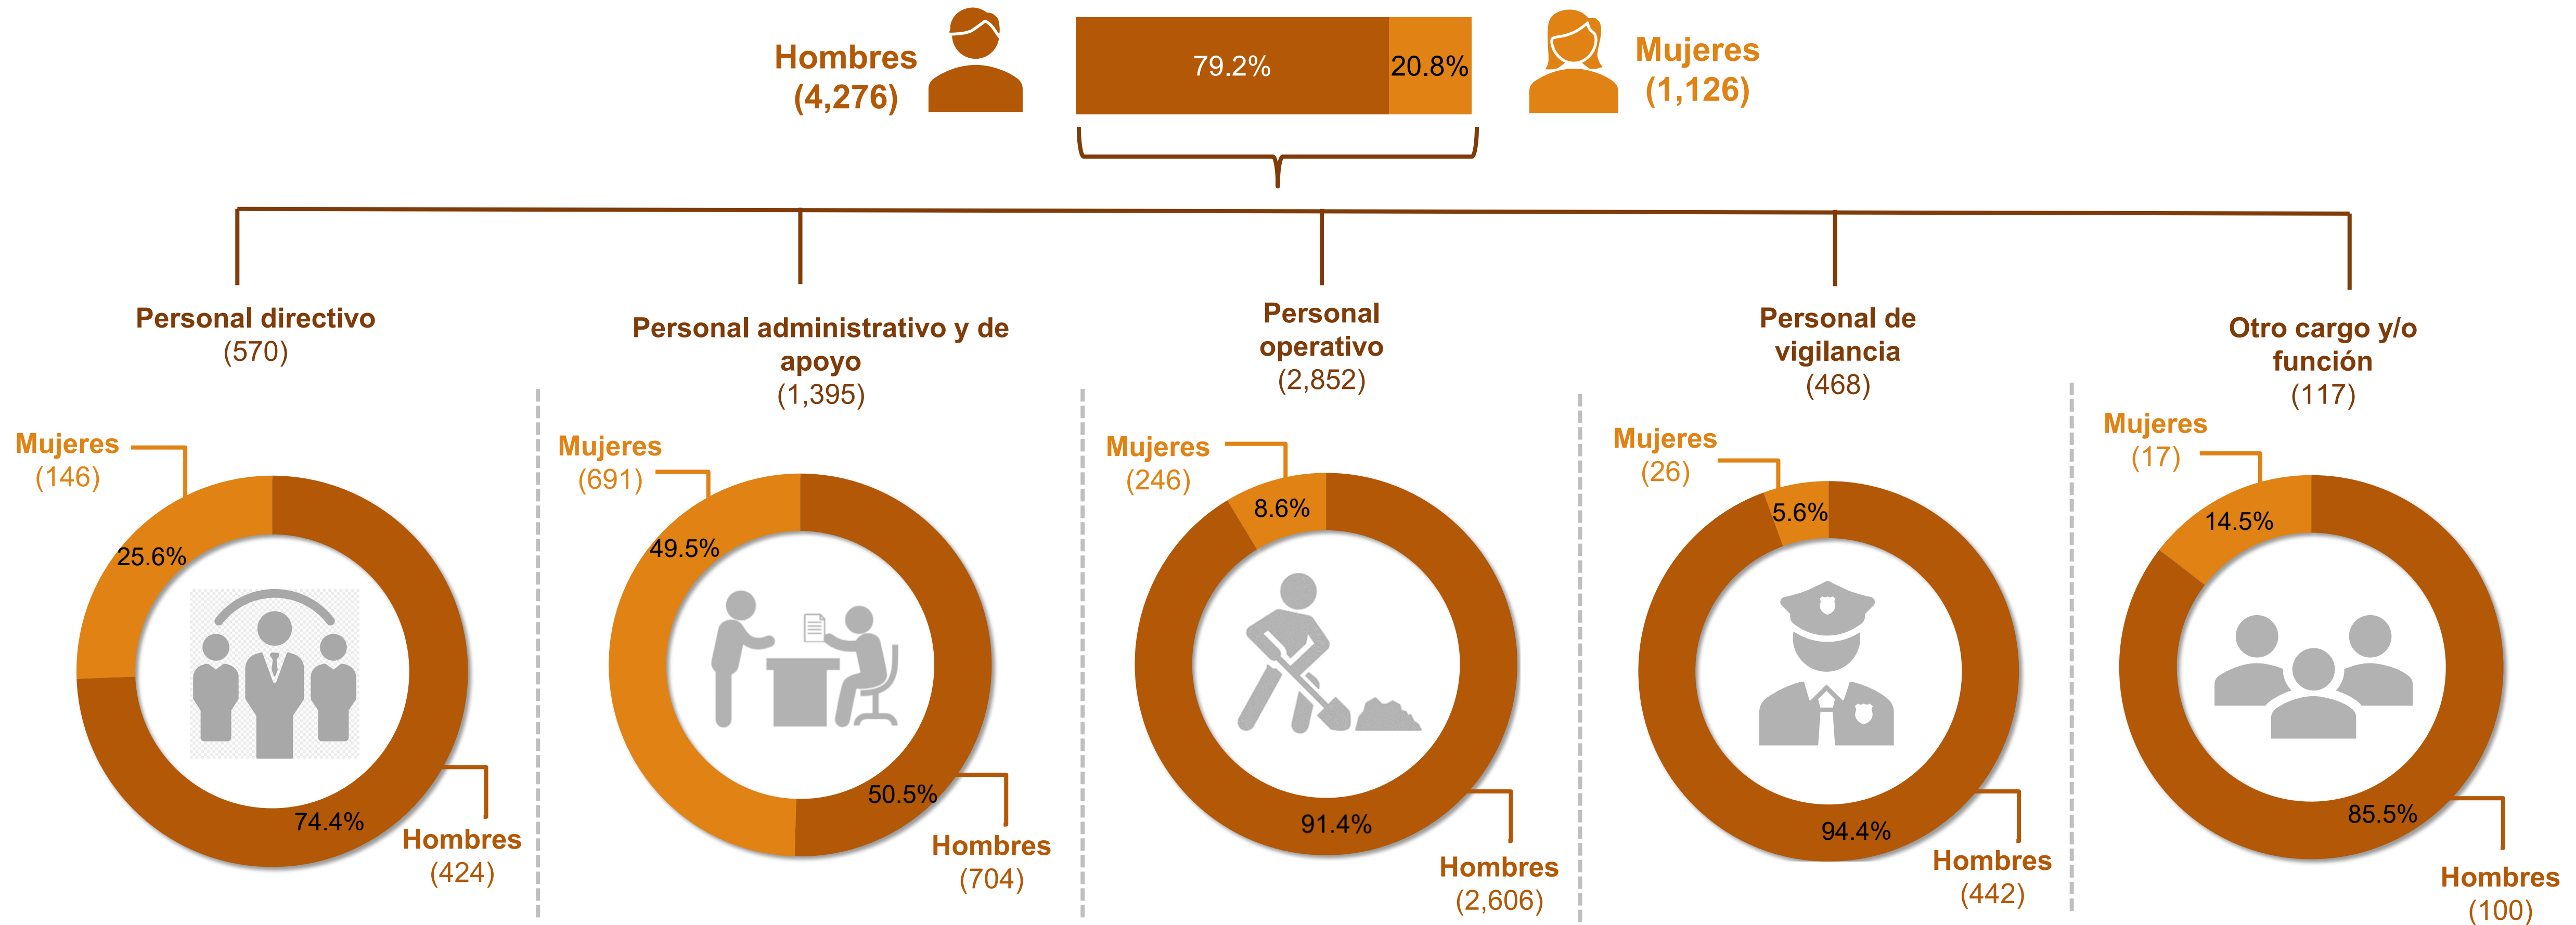 Hombres
(4,276)
79.2%
20.8%
Mujeres
(1,126)
Personal directivo
(570)
Mujeres
(146)
25.6%
74.4%
Hombres
(424)
Personal administrativo y de
apoyo
(1,395)
Mujeres
(691)
49.5%
50.5%
Hombres
(704)
Personal
operativo
(2,852)
Mujeres
(246)
8.6%
91.4%
Hombres
(2,606)
Personal de
vigilancia
(468)
Mujeres
(26)
5.6%
94.4%
Hombres
(442)
Otro cargo y/o
función
(117)
Mujeres
(17)
14.5%
85.5%
Hombres
(100)